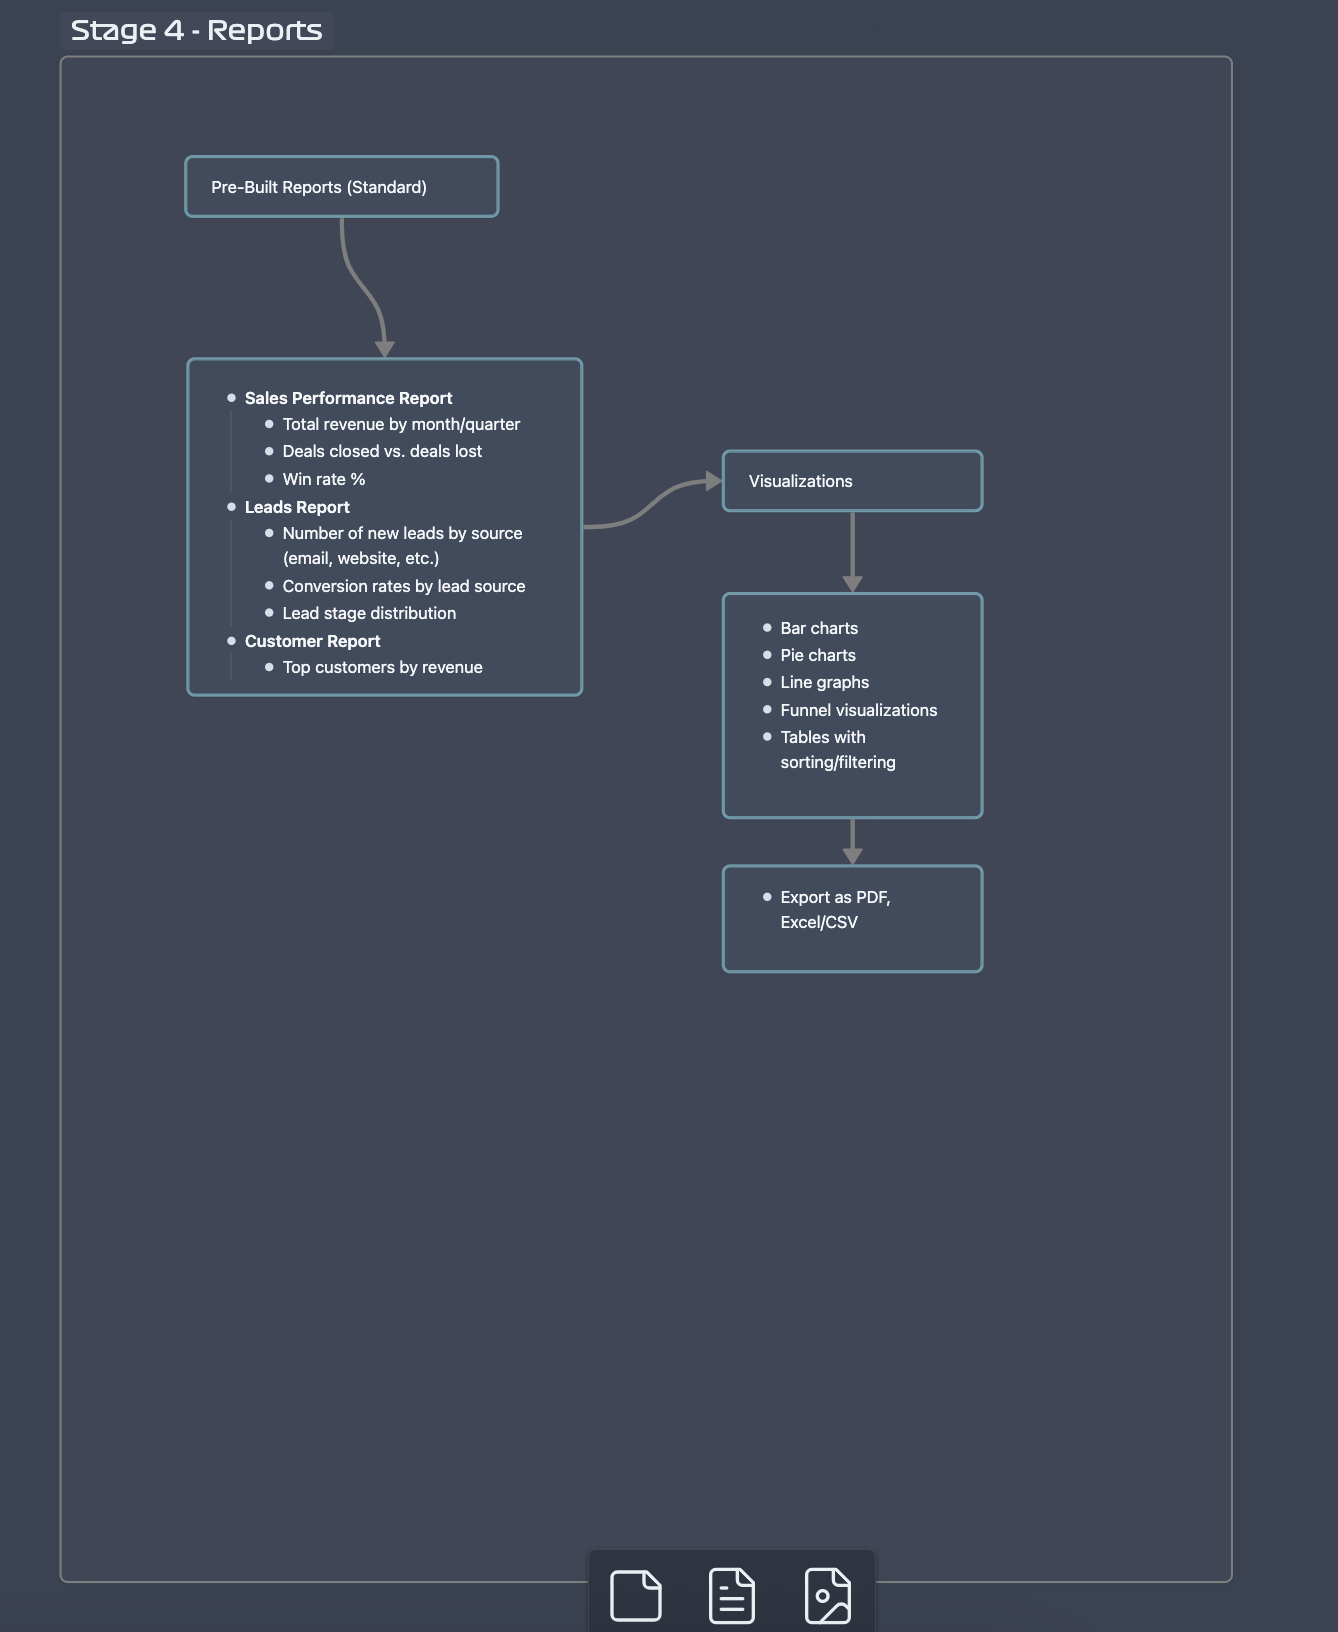 Stage 4 - Reports
Pre-Built Reports (Standard)
Sales Performance Report
Total revenue by month/quarter
Deals closed vs. deals lost
Win rate %
Leads Report
Number of new leads by source
(email, website, etc.)
Conversion rates by lead source
Lead stage distribution
Customer Report
Top customers by revenue
Visualizations
Bar charts
Pie charts
Line graphs
Funnel visualizations
Tables with
sorting/filtering
Export as PDF,
Excel/CSV